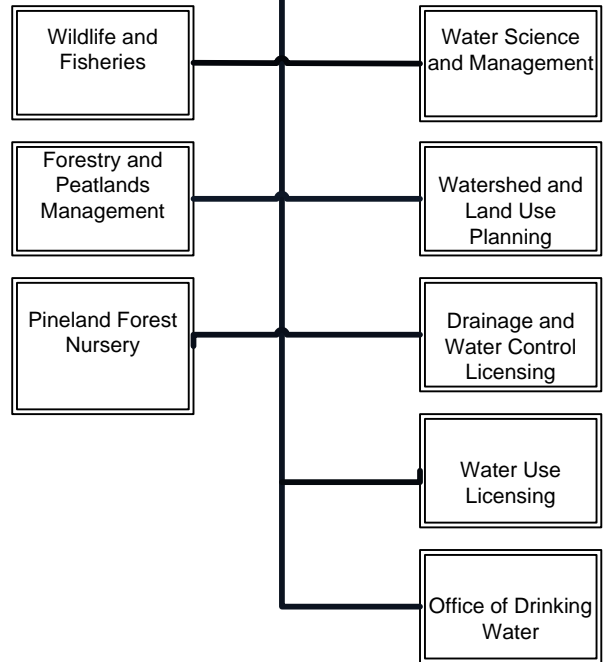 Wildlife and
Fisheries
Water Science
and Management
Forestry and
Peatlands
Management
Watershed and
Land Use
Planning
Pineland Forest
Nursery
Drainage and
Water Control
Licensing
Water Use
Licensing
Office of Drinking
Water